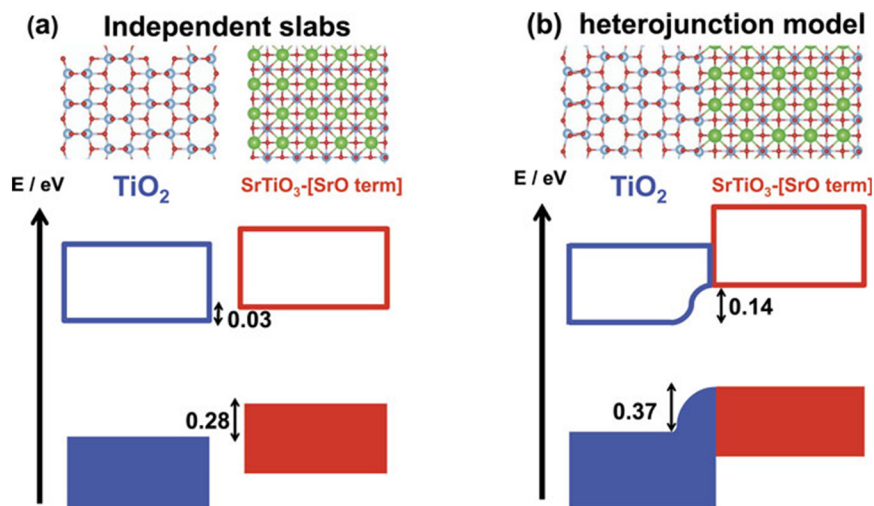 (a) Independent slabs
E / eV
TiO₂
SrTiO₃-[SrO term]
0.03
0.28
(b) heterojunction model
E / eV
TiO₂
SrTiO₃-[SrO term]
0.14
0.37